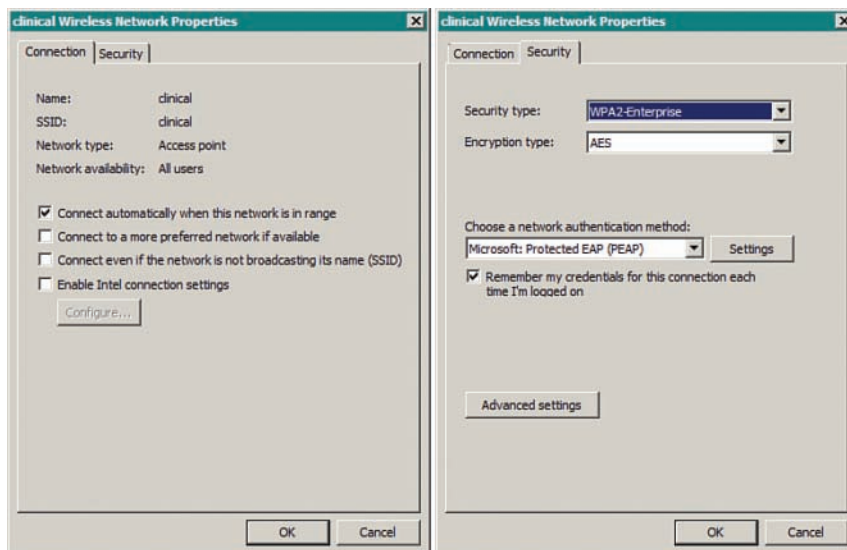 clinical Wireless Network Properties
Connection
Security
Name:
clinical
SSID:
clinical
Network type:
Access point
Network availability:
All users
Connect automatically when this network is in range
Connect to a more preferred network if available
Connect even if the network is not broadcasting its name (SSID)
Enable Intel connection settings
Configure...
OK
Cancel
clinical Wireless Network Properties
Connection
Security
Security type:
WPA2-Enterprise
Encryption type:
AES
Choose a network authentication method:
Microsoft: Protected EAP (PEAP)
Settings
Remember my credentials for this connection each
time I'm logged on
Advanced settings
OK
Cancel